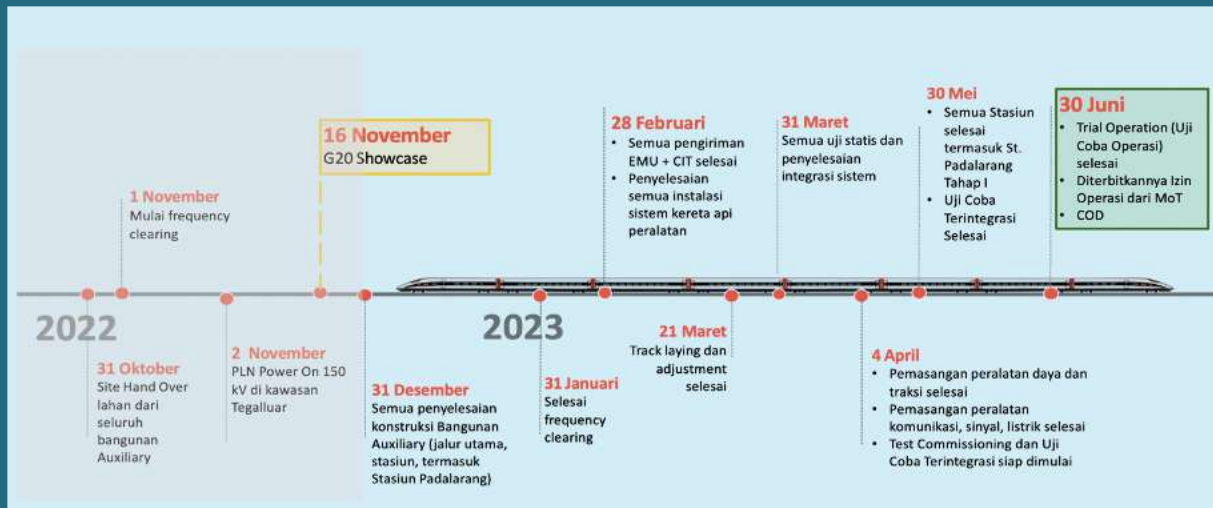 16 November
G20 Showcase
1 November
Mulai frequency
clearing
28 Februari
• Semua pengiriman
EMU + CIT selesai
• Penyelesaian
semua instalasi
sistem kereta api
peralatan
31 Maret
Semua uji statis dan
penyelesaian
integrasi sistem
30 Mei
• Semua Stasiun
selesai
termasuk St.
Padalarang
Tahap I
• Uji Coba
Terintegrasi
Selesai
30 Juni
• Trial Operation (Uji
Coba Operasi)
selesai
• Diterbitkannya Izin
Operasi dari MoT
• COD
2022
2023
31 Oktober
Site Hand Over
lahan dari
seluruh
bangunan
Auxiliary
2 November
PLN Power On 150
kV di kawasan
Tegalluar
31 Desember
Semua penyelesaian
konstruksi Bangunan
Auxiliary (jalur utama,
stasiun, termasuk
Stasiun Padalarang)
31 Januari
Selesai
frequency
clearing
21 Maret
Track laying dan
adjustment
selesai
4 April
• Pemasangan peralatan daya dan
traksi selesai
• Pemasangan peralatan
komunikasi, sinyal, listrik selesai
• Test Commissioning dan Uji
Coba Terintegrasi siap dimulai